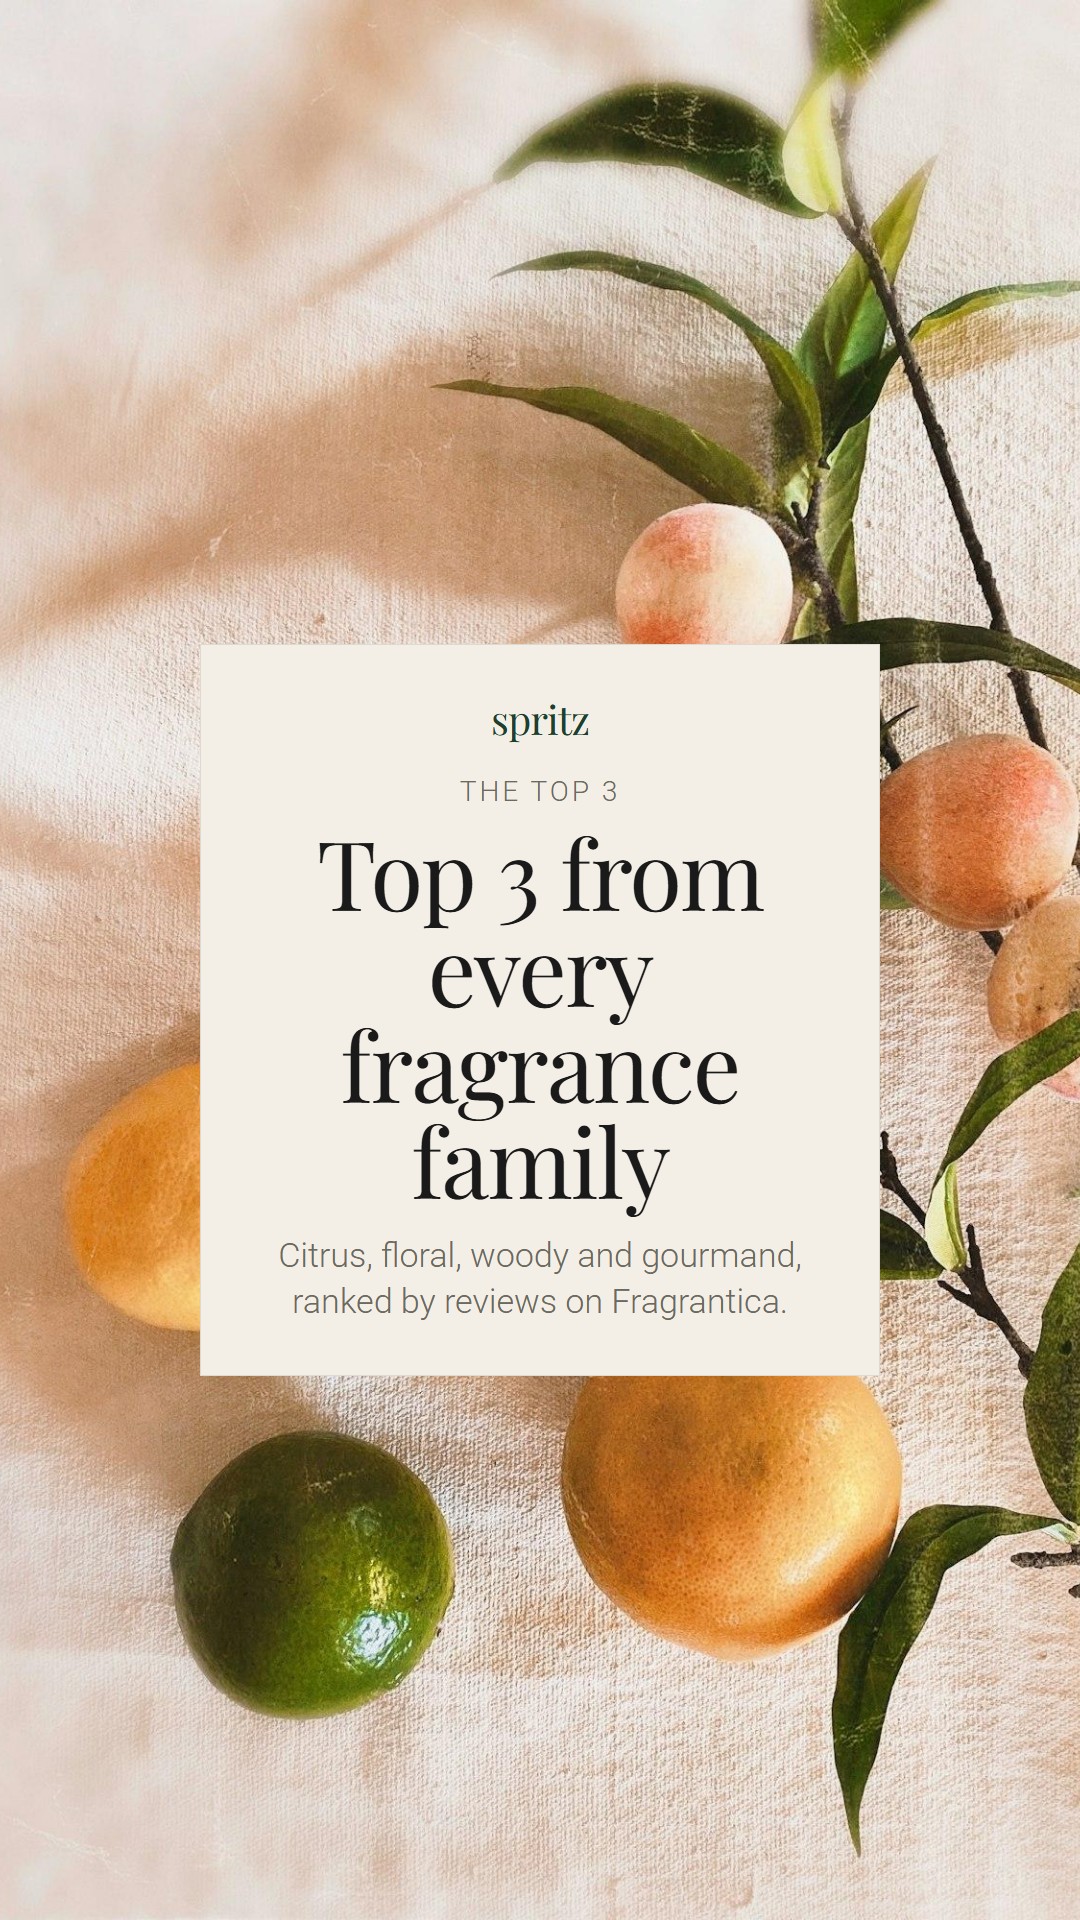 spritz
THE TOP 3
Top 3 from
every
fragrance
family
Citrus, floral, woody and gourmand,
ranked by reviews on Fragrantica.